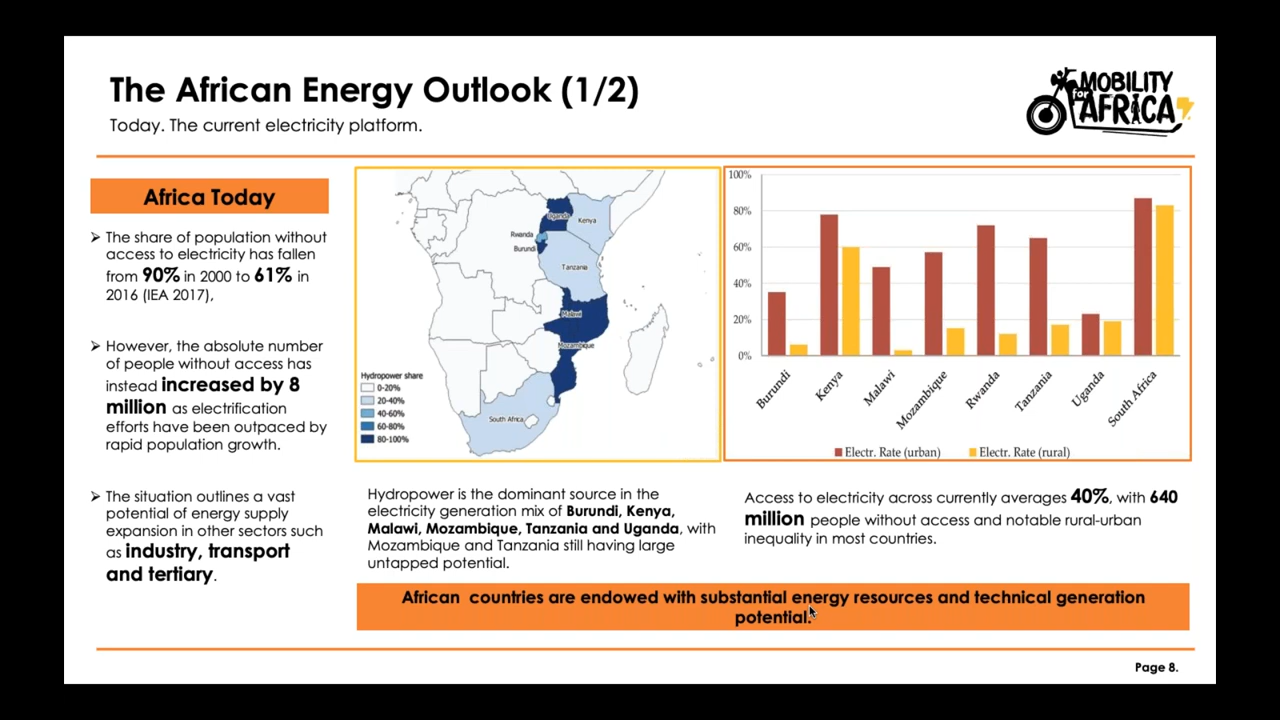 The African Energy Outlook (1/2)
Today. The current electricity platform.
MOBILITY
for
AFRICA
Africa Today
➢ The share of population without
access to electricity has fallen
from 90% in 2000 to 61% in
2016 (IEA 2017),
➢ However, the absolute number
of people without access has
instead increased by 8
million as electrification
efforts have been outpaced by
rapid population growth.
➢ The situation outlines a vast
potential of energy supply
expansion in other sectors such
as industry, transport
and tertiary.
Uganda
Kenya
Rwanda
Burundi
Tanzania
Malawi
Mozambique
South Africa
Hydropower share
0-20%
20-40%
40-60%
60-80%
80-100%
100%
80%
60%
40%
20%
0%
Burundi
Kenya
Malawi
Mozambique
Rwanda
Tanzania
Uganda
South Africa
Electr. Rate (urban) Electr. Rate (rural)
Hydropower is the dominant source in the
electricity generation mix of Burundi, Kenya,
Malawi, Mozambique, Tanzania and Uganda, with
Mozambique and Tanzania still having large
untapped potential.
Access to electricity across currently averages 40%, with 640
million people without access and notable rural-urban
inequality in most countries.
African countries are endowed with substantial energy resources and technical generation
potential.
Page 8.